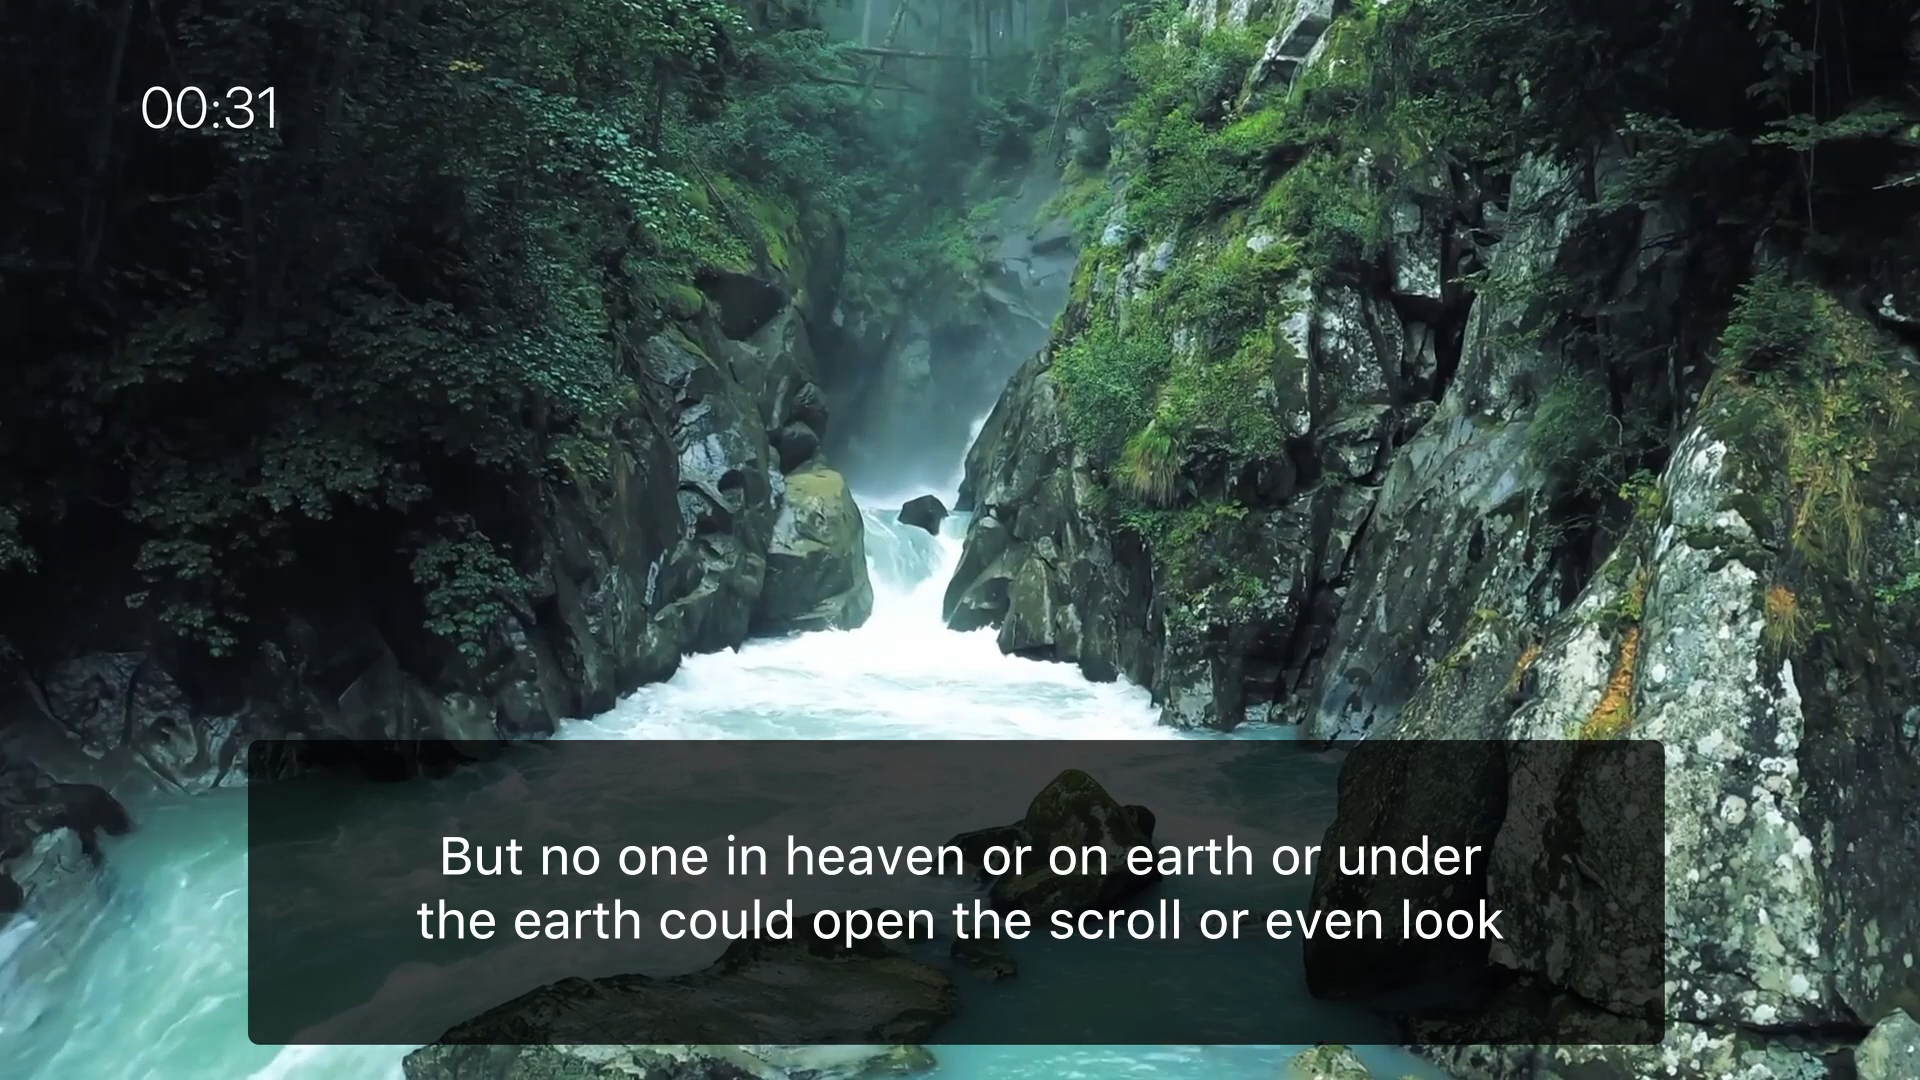 00:31
But no one in heaven or on earth or under
the earth could open the scroll or even look